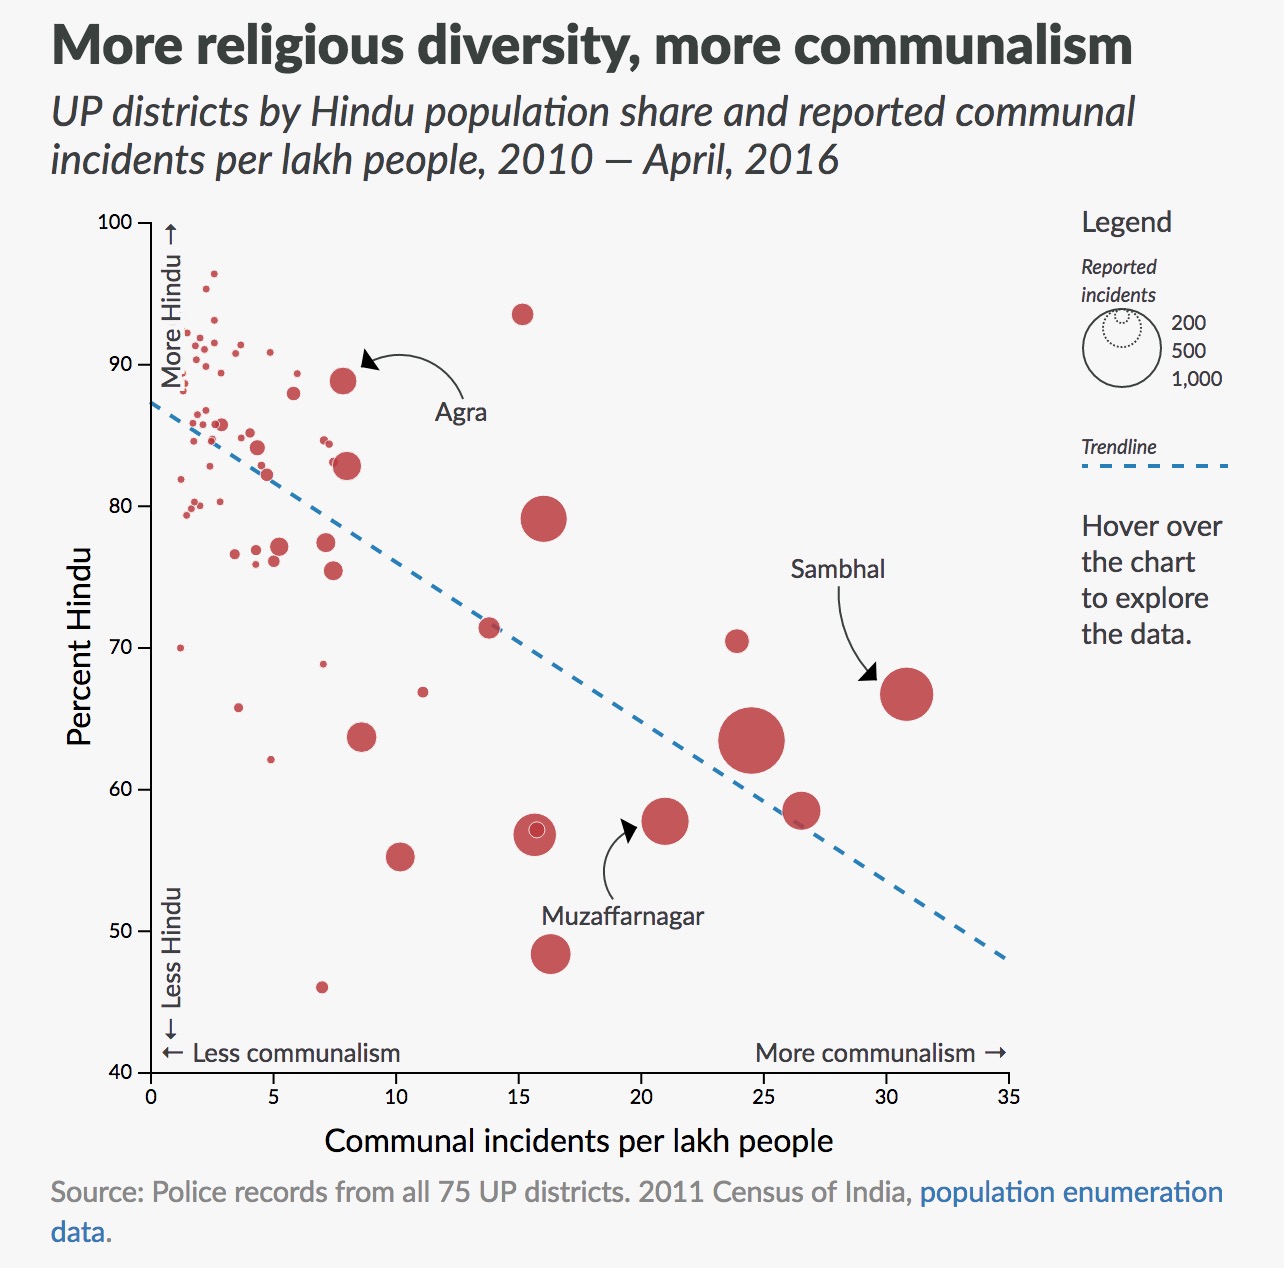 More religious diversity, more communalism
UP districts by Hindu population share and reported communal
incidents per lakh people, 2010 — April, 2016
100
90
80
70
60
50
40
Percent Hindu
More Hindu →
← Less Hindu
Agra
Sambhal
Muzaffarnagar
← Less communalism
More communalism →
0 5 10 15 20 25 30 35
Communal incidents per lakh people
Legend
Reported
incidents
200
500
1,000
Trendline
Hover over
the chart
to explore
the data.
Source: Police records from all 75 UP districts. 2011 Census of India, population enumeration
data.